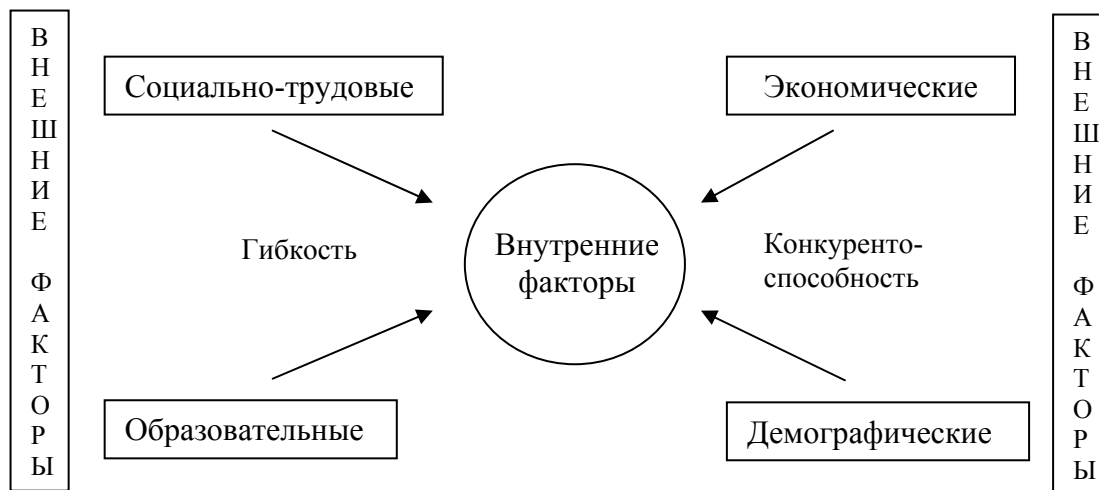 ВНЕШНИЕ ФАКТОРЫ
Социально-трудовые
Экономические
Гибкость
Внутренние
факторы
Конкуренто-
способность
Образовательные
Демографические
ВНЕШНИЕ ФАКТОРЫ